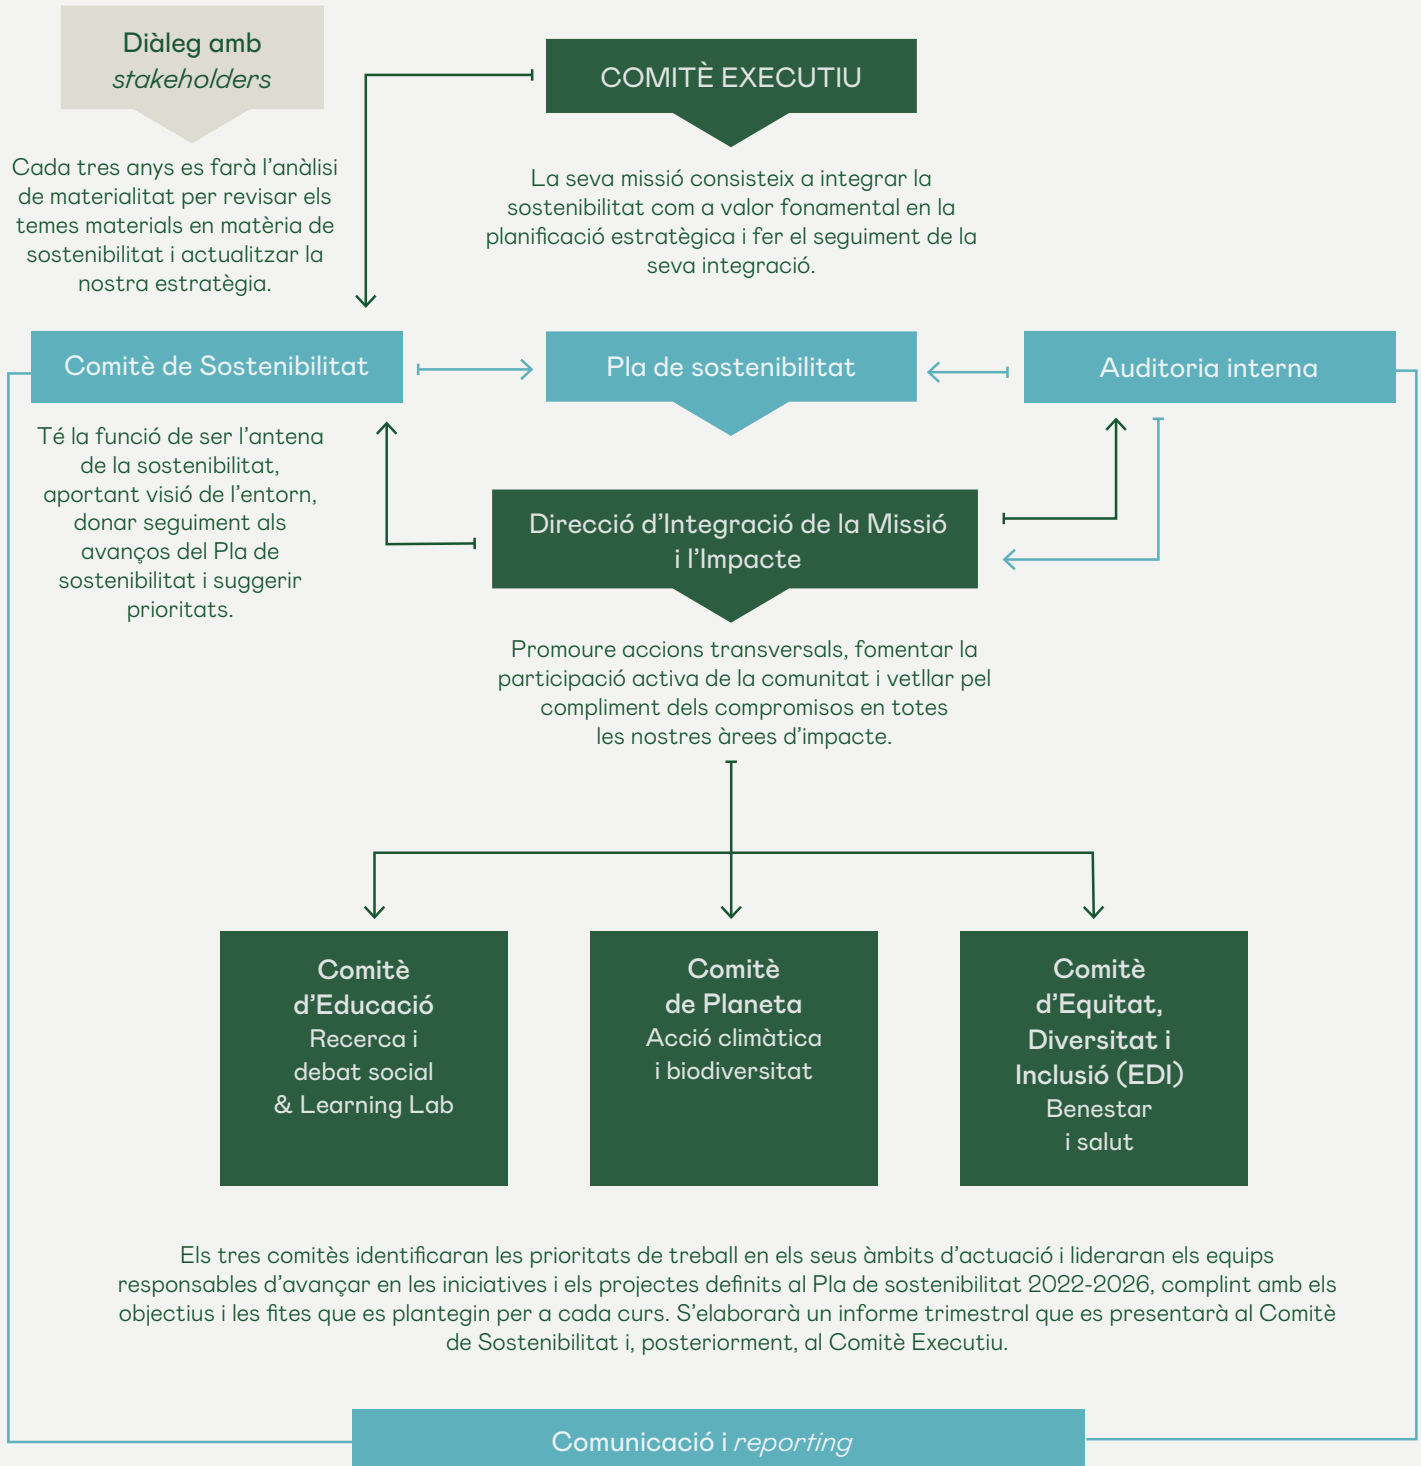 Diàleg amb
stakeholders
Cada tres anys es farà l’anàlisi
de materialitat per revisar els
temes materials en matèria de
sostenibilitat i actualitzar la
nostra estratègia.
COMITÈ EXECUTIU
La seva missió consisteix a integrar la
sostenibilitat com a valor fonamental en la
planificació estratègica i fer el seguiment de la
seva integració.
Comitè de Sostenibilitat
Pla de sostenibilitat
Auditoria interna
Té la funció de ser l’antena
de la sostenibilitat,
aportant visió de l’entorn,
donar seguiment als
avanços del Pla de
sostenibilitat i suggerir
prioritats.
Direcció d’Integració de la Missió
i l’Impacte
Promoure accions transversals, fomentar la
participació activa de la comunitat i vetllar pel
compliment dels compromisos en totes
les nostres àrees d’impacte.
Comitè
d’Educació
Recerca i
debat social
& Learning Lab
Comitè
de Planeta
Acció climàtica
i biodiversitat
Comitè
d’Equitat,
Diversitat i
Inclusió (EDI)
Benestar
i salut
Els tres comitès identificaran les prioritats de treball en els seus àmbits d’actuació i lideraran els equips
responsables d’avançar en les iniciatives i els projectes definits al Pla de sostenibilitat 2022-2026, complint amb els
objectius i les fites que es plantegin per a cada curs. S’elaborarà un informe trimestral que es presentarà al Comitè
de Sostenibilitat i, posteriorment, al Comitè Executiu.
Comunicació i reporting